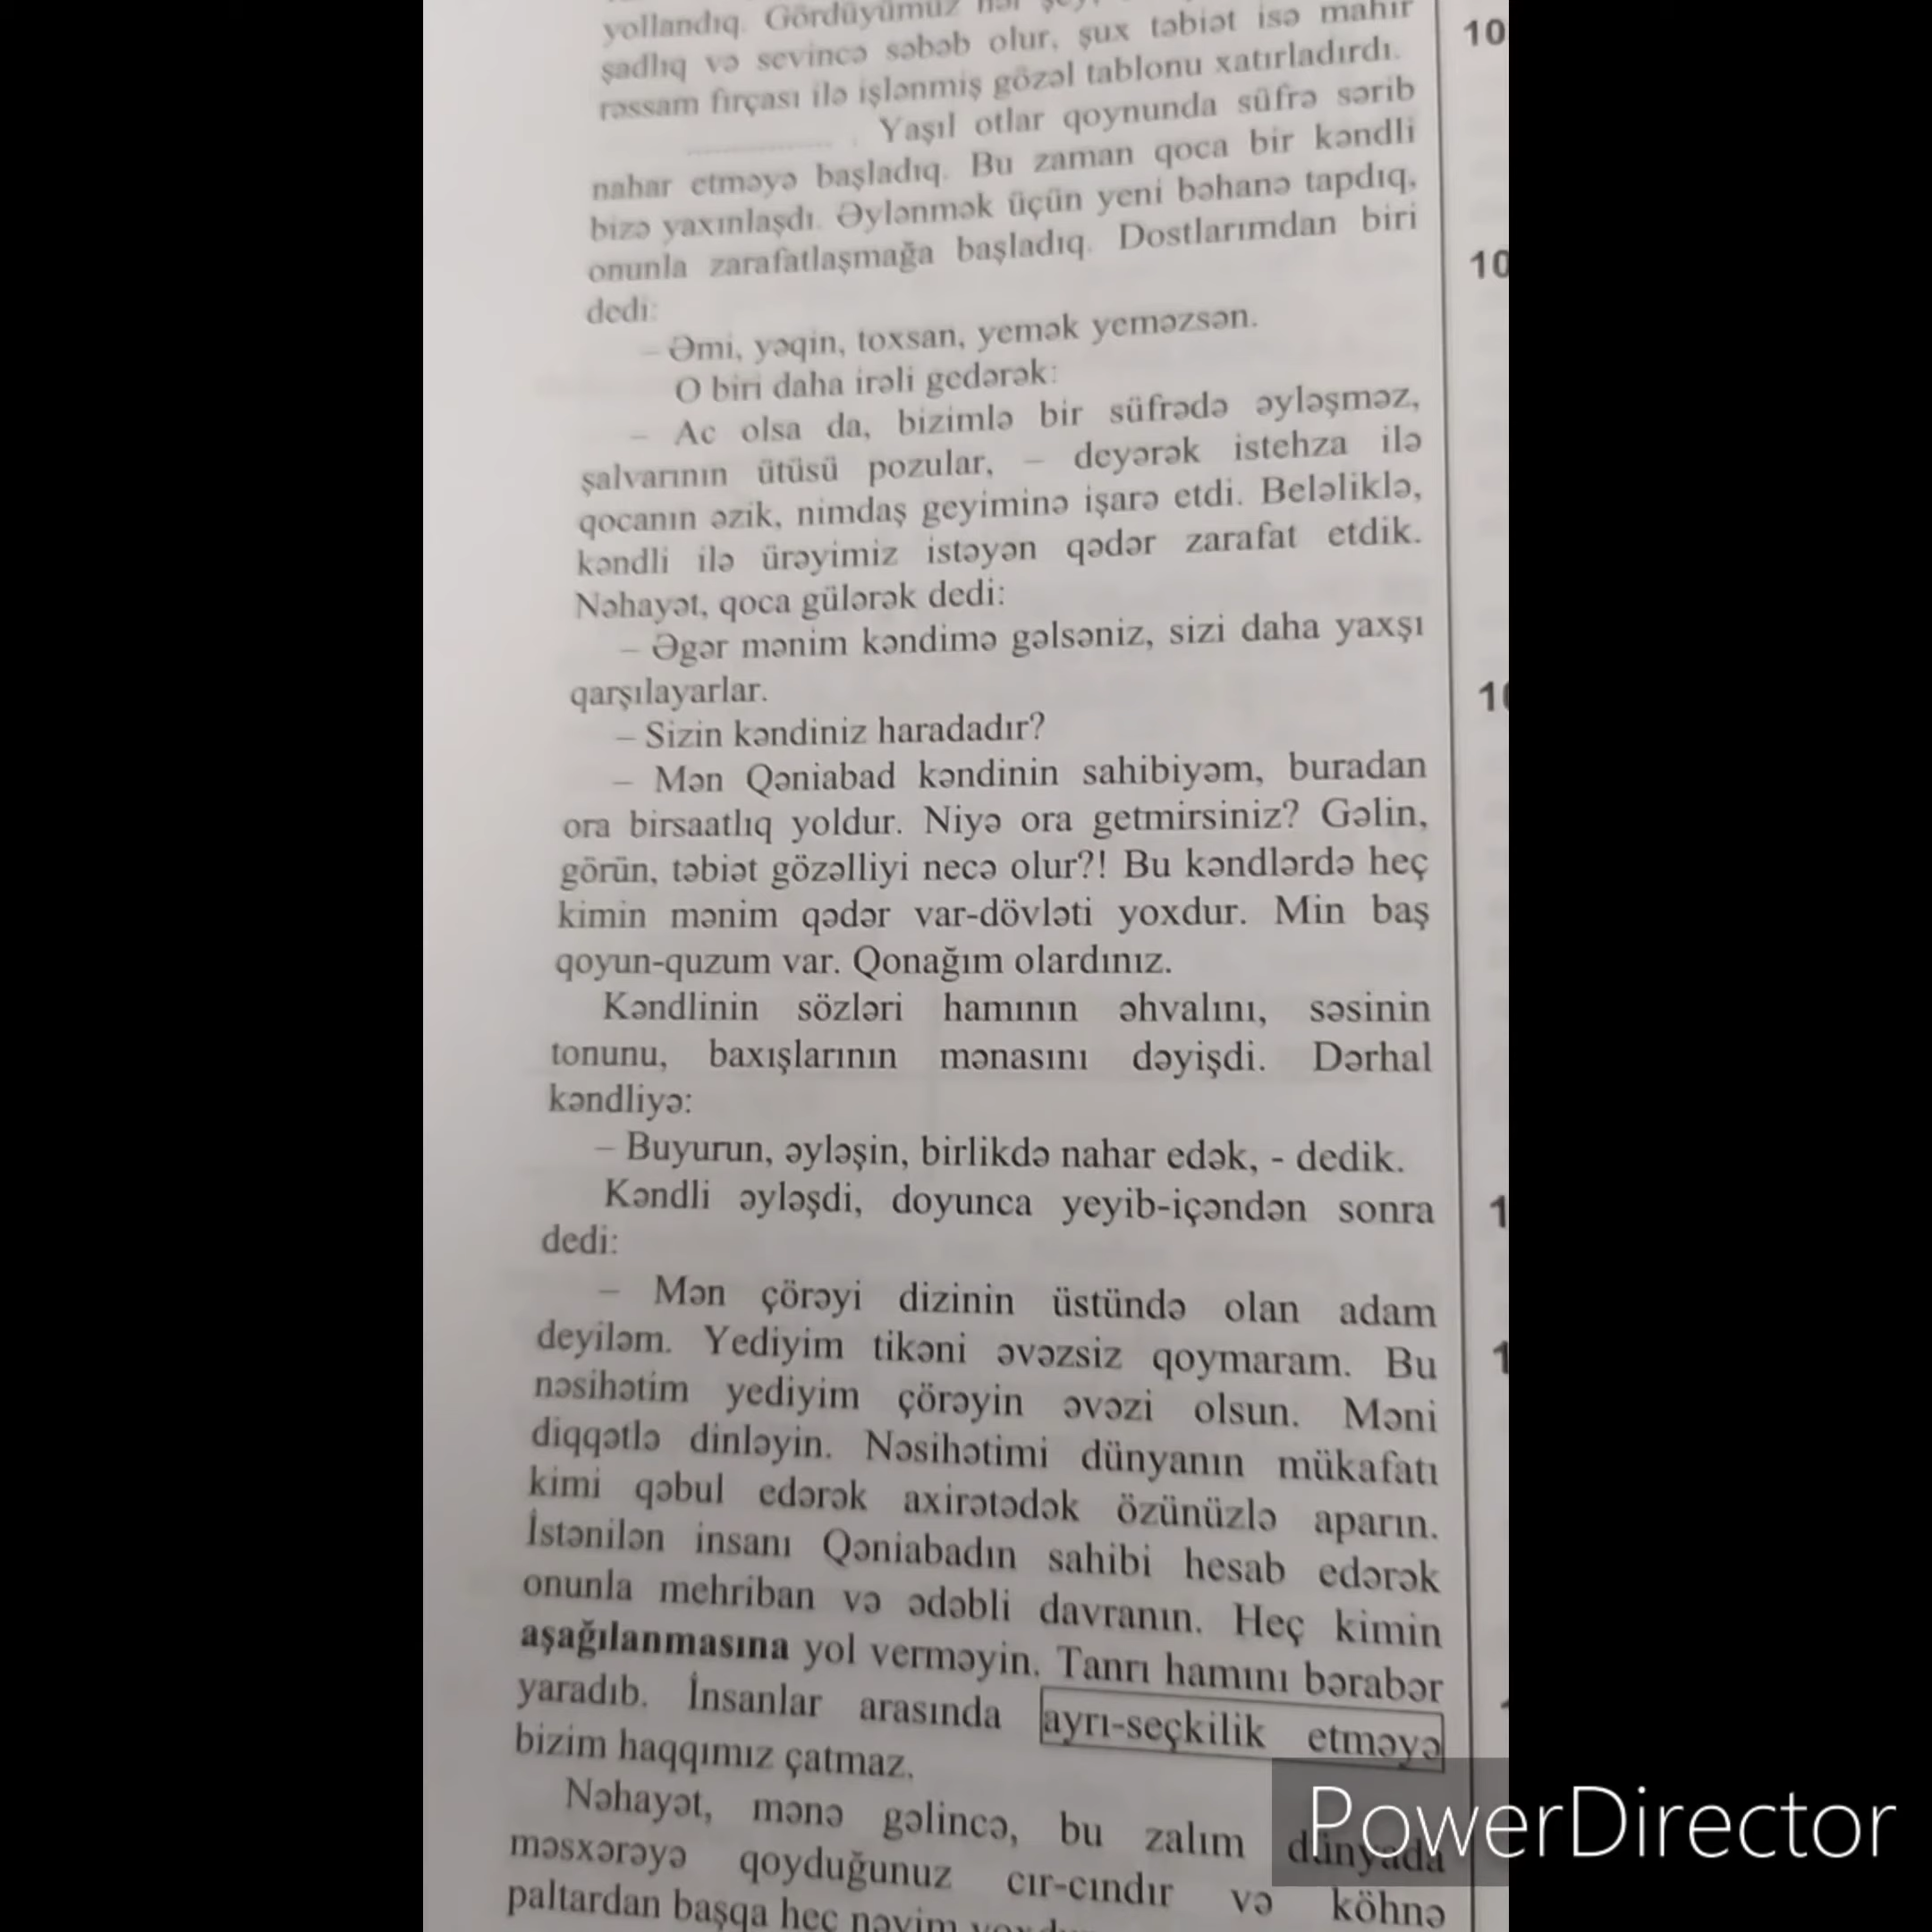 yollandıq. Gördüyümüz hər
şadlıq və sevincə səbəb olur, şux təbiət isə mahir
rəssam fırçası ilə işlənmiş gözəl tablonu xatırladırdı.
.................. . Yaşıl otlar qoynunda süfrə sərib
nahar etməyə başladıq. Bu zaman qoca bir kəndli
bizə yaxınlaşdı. Əylənmək üçün yeni bəhanə tapdıq,
onunla zarafatlaşmağa başladıq. Dostlarımdan biri
dedi:
– Əmi, yəqin, toxsan, yemək yeməzsən.
O biri daha irəli gedərək:
– Ac olsa da, bizimlə bir süfrədə əyləşməz,
şalvarının ütüsü pozular, – deyərək istehza ilə
qocanın əzik, nimdaş geyiminə işarə etdi. Beləliklə,
kəndli ilə ürəyimiz istəyən qədər zarafat etdik.
Nəhayət, qoca gülərək dedi:
– Əgər mənim kəndimə gəlsəniz, sizi daha yaxşı
qarşılayarlar.
– Sizin kəndiniz haradadır?
– Mən Qəniabad kəndinin sahibiyəm, buradan
ora birsaatlıq yoldur. Niyə ora getmirsiniz? Gəlin,
görün, təbiət gözəlliyi necə olur?! Bu kəndlərdə heç
kimin mənim qədər var-dövləti yoxdur. Min baş
qoyun-quzum var. Qonağım olardınız.
Kəndlinin sözləri hamının əhvalını, səsinin
tonunu, baxışlarının mənasını dəyişdi. Dərhal
kəndliyə:
– Buyurun, əyləşin, birlikdə nahar edək, - dedik.
Kəndli əyləşdi, doyunca yeyib-içəndən sonra
dedi:
– Mən çörəyi dizinin üstündə olan adam
deyiləm. Yediyim tikəni əvəzsiz qoymaram. Bu
nəsihətim yediyim çörəyin əvəzi olsun. Məni
diqqətlə dinləyin. Nəsihətimi dünyanın mükafatı
kimi qəbul edərək axirətədək özünüzlə aparın.
İstənilən insanı Qəniabadın sahibi hesab edərək
onunla mehriban və ədəbli davranın. Heç kimin
aşağılanmasına yol verməyin. Tanrı hamını bərabər
yaradıb. İnsanlar arasında ayrı-seçkilik etməyə
bizim haqqımız çatmaz.
Nəhayət, mənə gəlincə, bu zalım dünyada
məsxərəyə qoyduğunuz cır-cındır və köhnə
paltardan başqa heç nəyim
10
10
PowerDirector